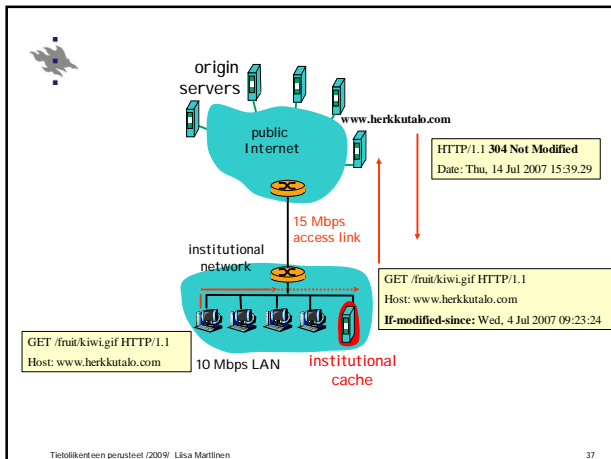 origin
servers
www.herkkutalo.com
public
Internet
HTTP/1.1 304 Not Modified
Date: Thu, 14 Jul 2007 15:39.29
15 Mbps
access link
institutional
network
GET /fruit/kiwi.gif HTTP/1.1
Host: www.herkkutalo.com
If-modified-since: Wed, 4 Jul 2007 09:23:24
GET /fruit/kiwi.gif HTTP/1.1
Host: www.herkkutalo.com
10 Mbps LAN
institutional
cache
Tietoliikenteen perusteet /2009/ Liisa Marttinen
37